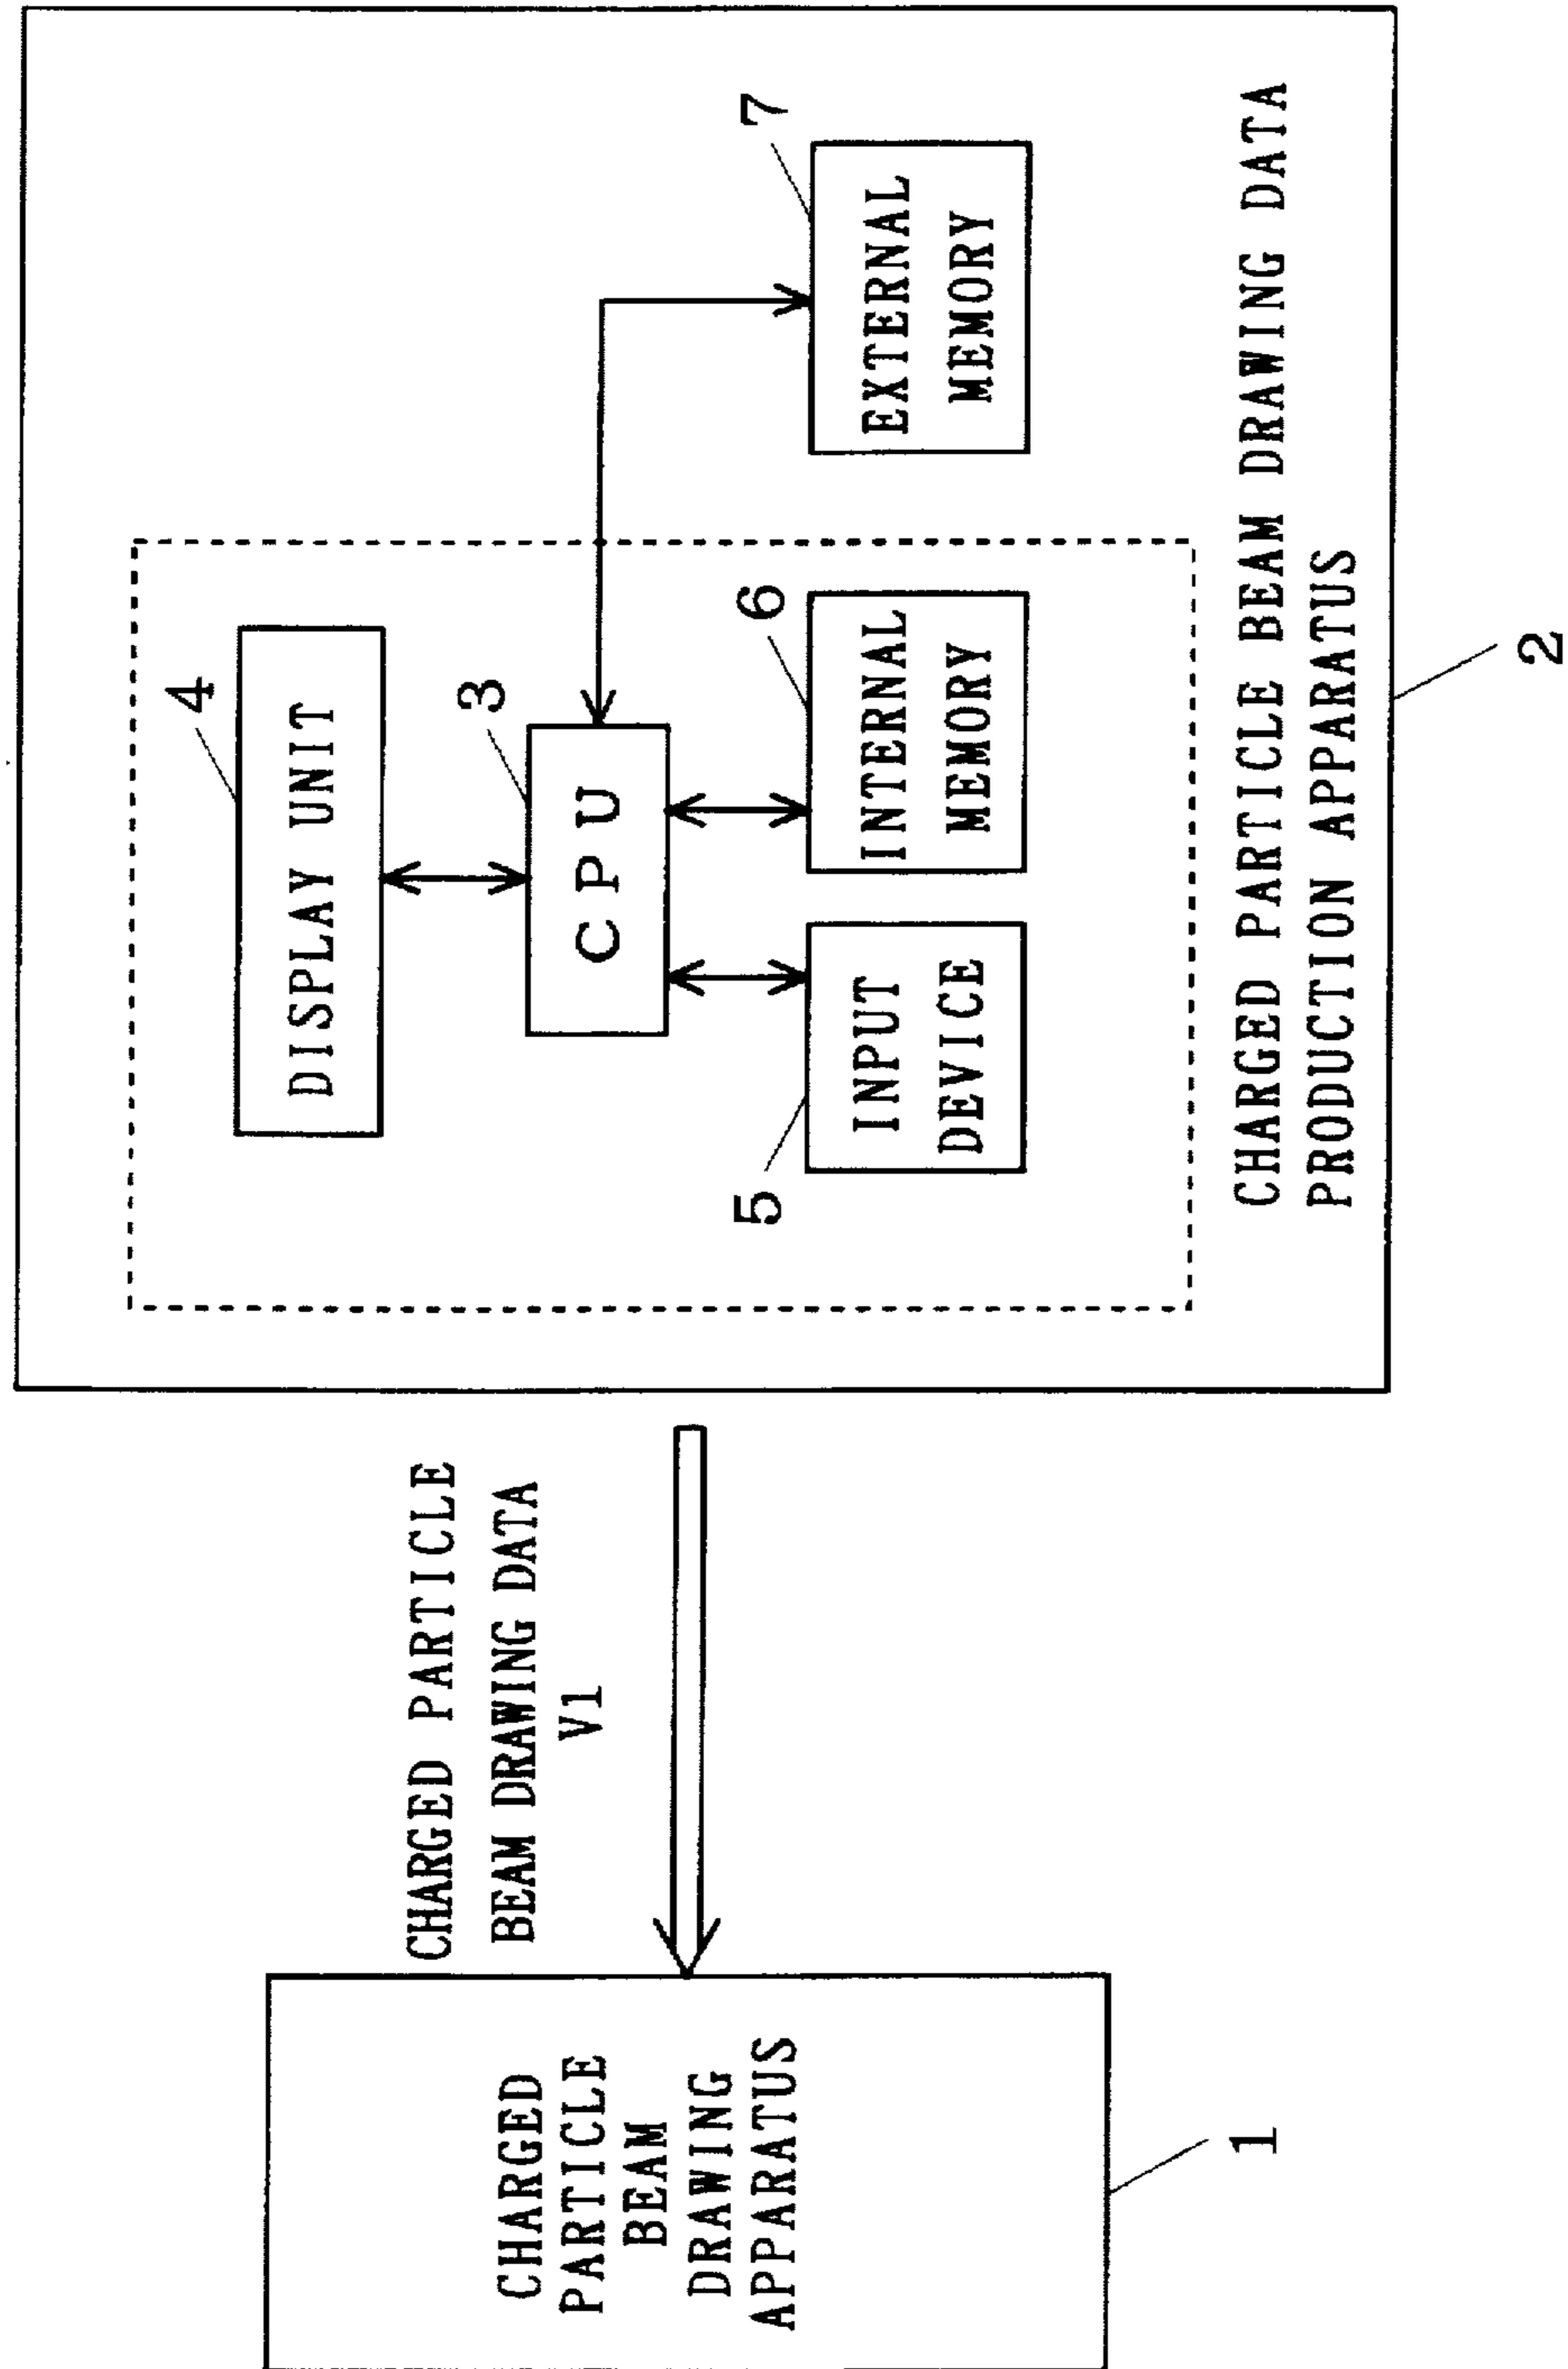 CHARGED
PARTICLE
BEAM
DRAWING
APPARATUS
1
CHARGED PARTICLE
BEAM DRAWING DATA
V1
4
DISPLAY UNIT
3
CPU
5
INPUT
DEVICE
6
INTERNAL
MEMORY
7
EXTERNAL
MEMORY
CHARGED PARTICLE BEAM DRAWING DATA
PRODUCTION APPARATUS
2